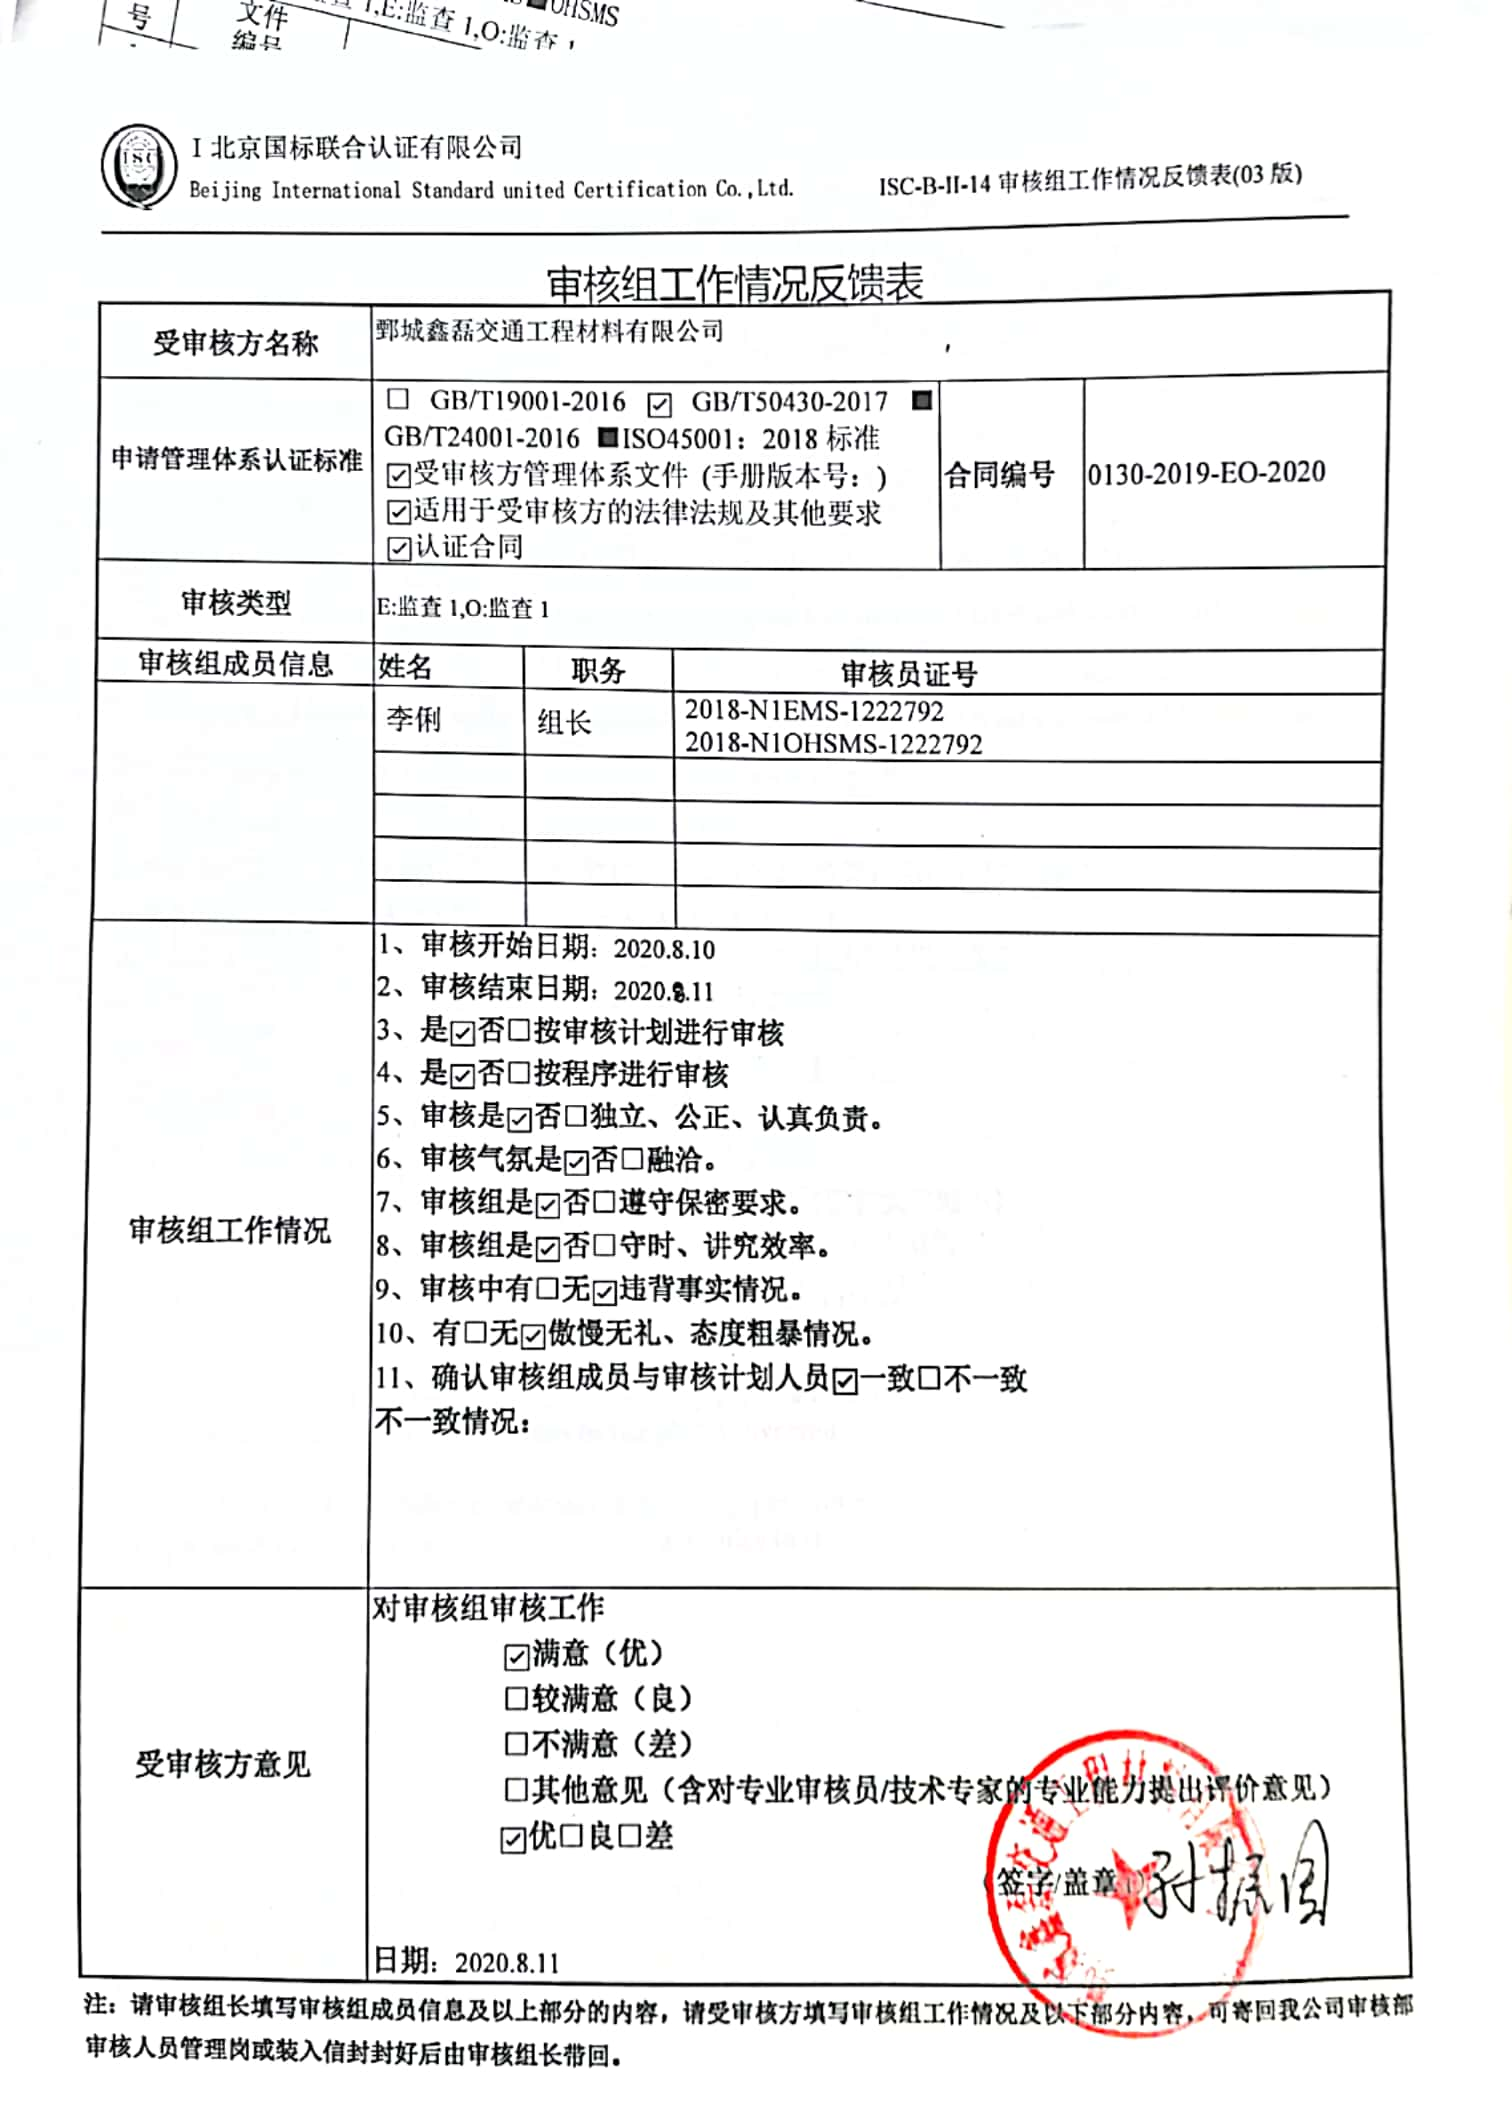 号
文件
编号
E:监查 1,O:监查 1
OHSMS
ISC
I 北京国标联合认证有限公司
Beijing International Standard united Certification Co.,Ltd.
ISC-B-II-14 审核组工作情况反馈表(03 版)
审核组工作情况反馈表
受审核方名称
鄄城鑫磊交通工程材料有限公司
申请管理体系认证标准
☐ GB/T19001-2016 ☑ GB/T50430-2017 ■
GB/T24001-2016 ■ISO45001：2018 标准
☑受审核方管理体系文件 (手册版本号：)
☑适用于受审核方的法律法规及其他要求
☑认证合同
合同编号
0130-2019-EO-2020
审核类型
E:监查 1,O:监查 1
审核组成员信息 姓名 职务 审核员证号
李俐 组长 2018-N1EMS-1222792
2018-N1OHSMS-1222792
审核组工作情况
1、审核开始日期：2020.8.10
2、审核结束日期：2020.8.11
3、是☑否☐按审核计划进行审核
4、是☑否☐按程序进行审核
5、审核是☑否☐独立、公正、认真负责。
6、审核气氛是☑否☐融洽。
7、审核组是☑否☐遵守保密要求。
8、审核组是☑否☐守时、讲究效率。
9、审核中有☐无☑违背事实情况。
10、有☐无☑傲慢无礼、态度粗暴情况。
11、确认审核组成员与审核计划人员☑一致☐不一致
不一致情况：
受审核方意见
对审核组审核工作
☑满意（优）
☐较满意（良）
☐不满意（差）
☐其他意见（含对专业审核员/技术专家的专业能力提出评价意见）
☑优☐良☐差
（签字/盖章）
日期：2020.8.11
注：请审核组长填写审核组成员信息及以上部分的内容，请受审核方填写审核组工作情况及以下部分内容，可寄回我公司审核部
审核人员管理岗或装入信封封好后由审核组长带回。